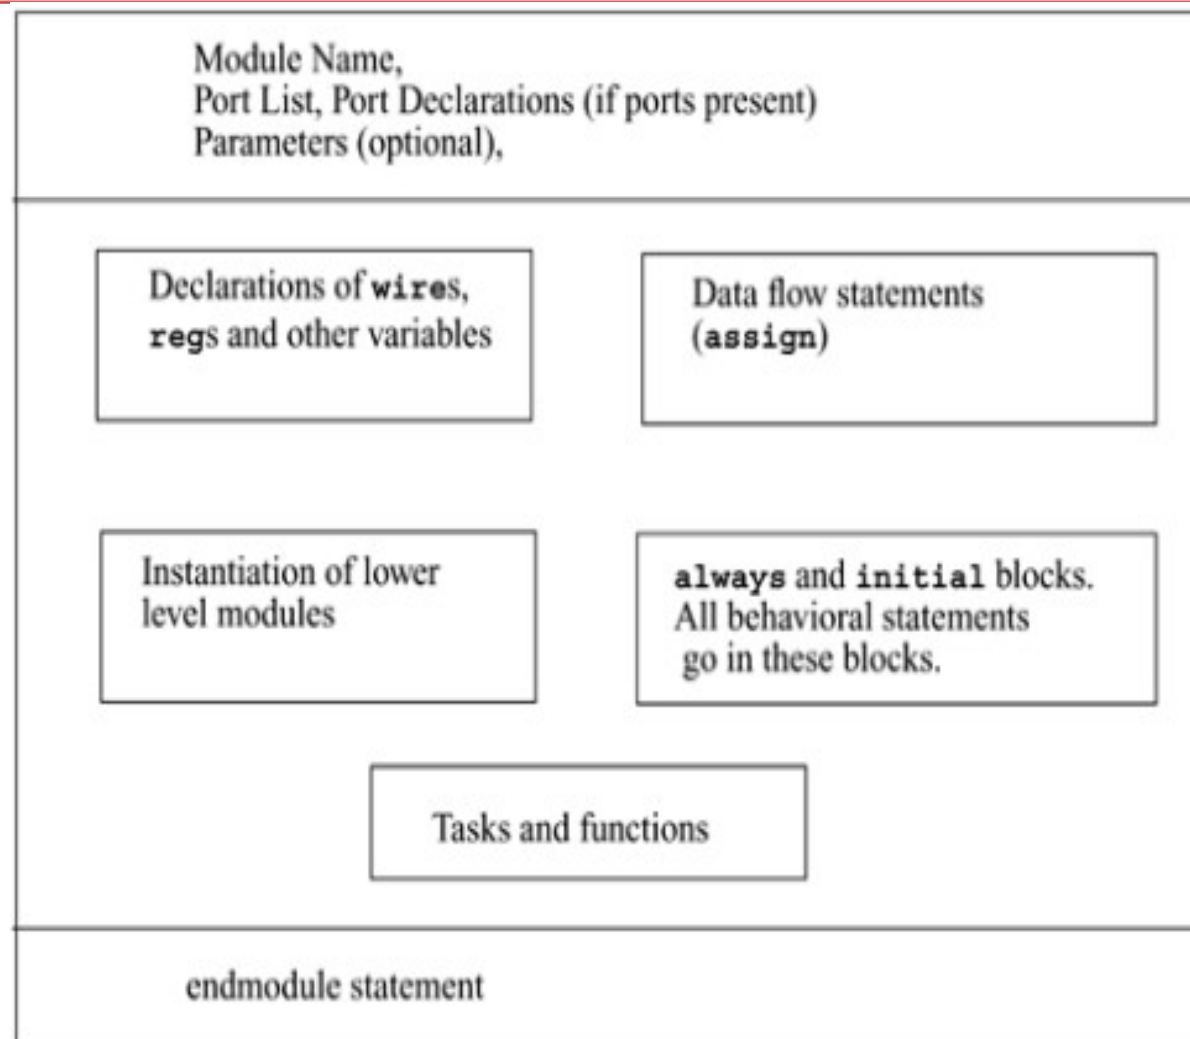 Module Name,
Port List, Port Declarations (if ports present)
Parameters (optional),
Declarations of wires,
regs and other variables
Data flow statements
(assign)
Instantiation of lower
level modules
always and initial blocks.
All behavioral statements
go in these blocks.
Tasks and functions
endmodule statement